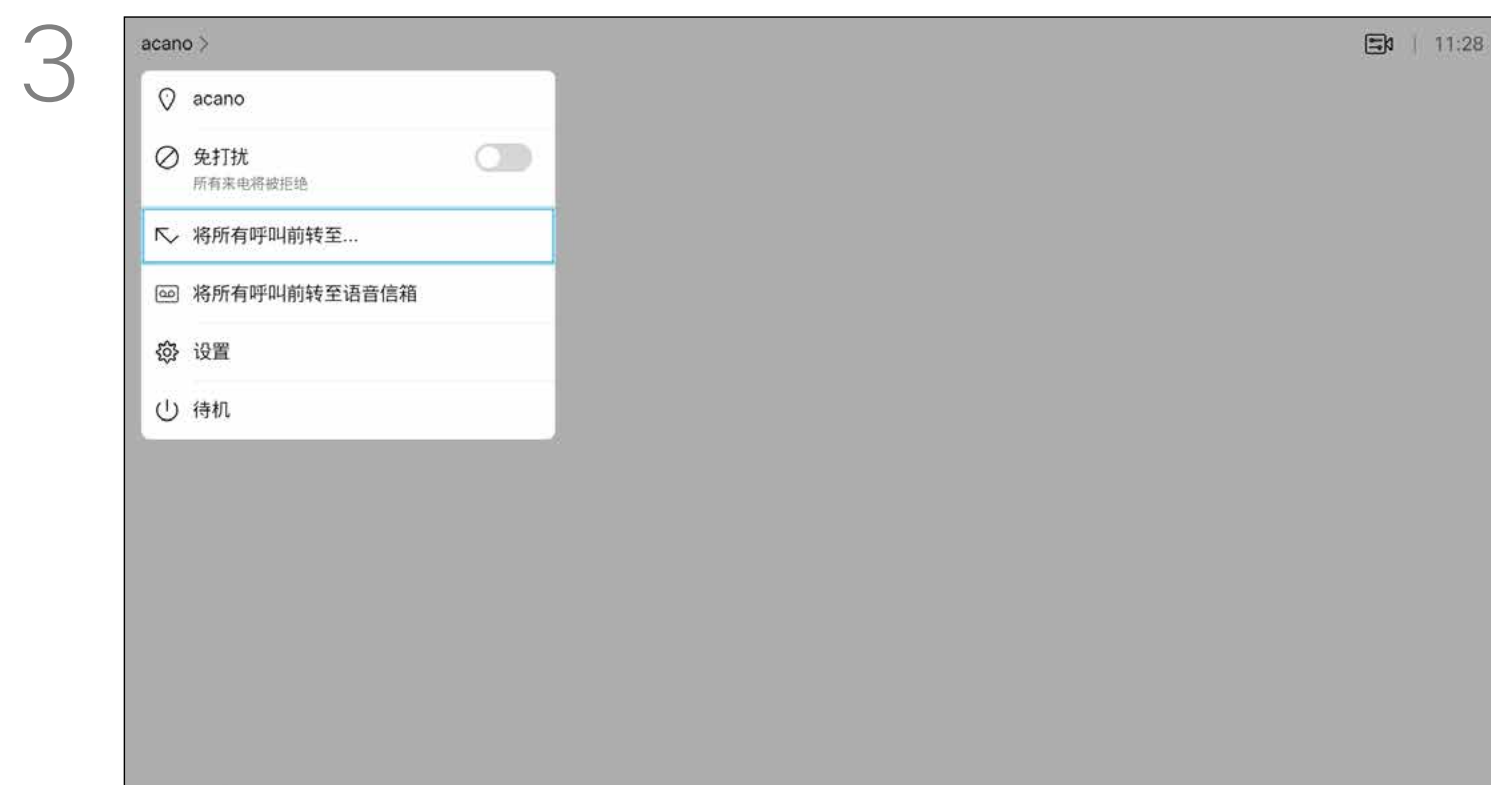 3
acano >
11:28
acano
免打扰
所有来电将被拒绝
将所有呼叫前转至...
将所有呼叫前转至语音信箱
设置
待机